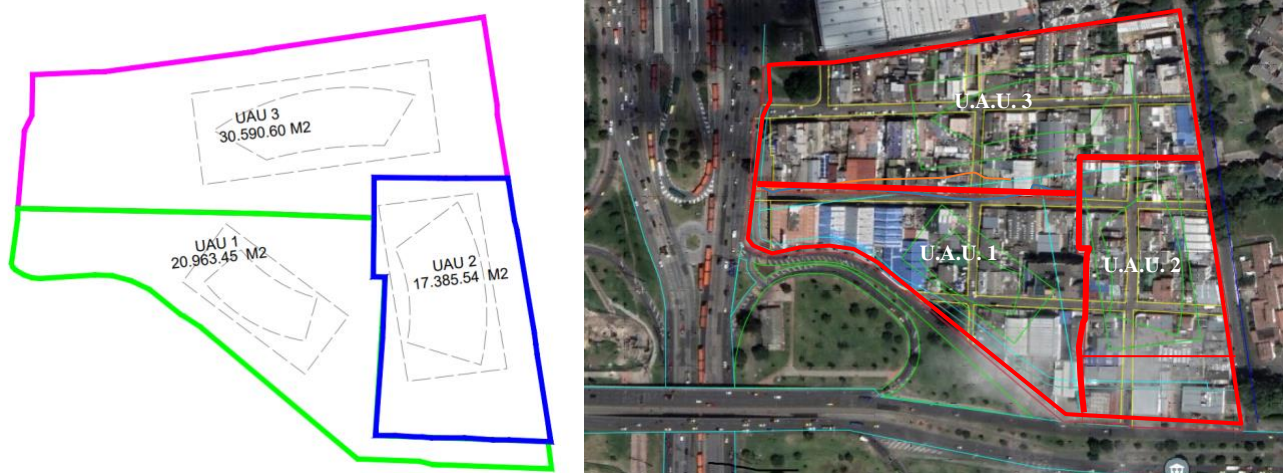 UAU 3
30.590.60 M2
UAU 1
20.963.45 M2
UAU 2
17.385.54 M2
U.A.U. 3
U.A.U. 1
U.A.U. 2